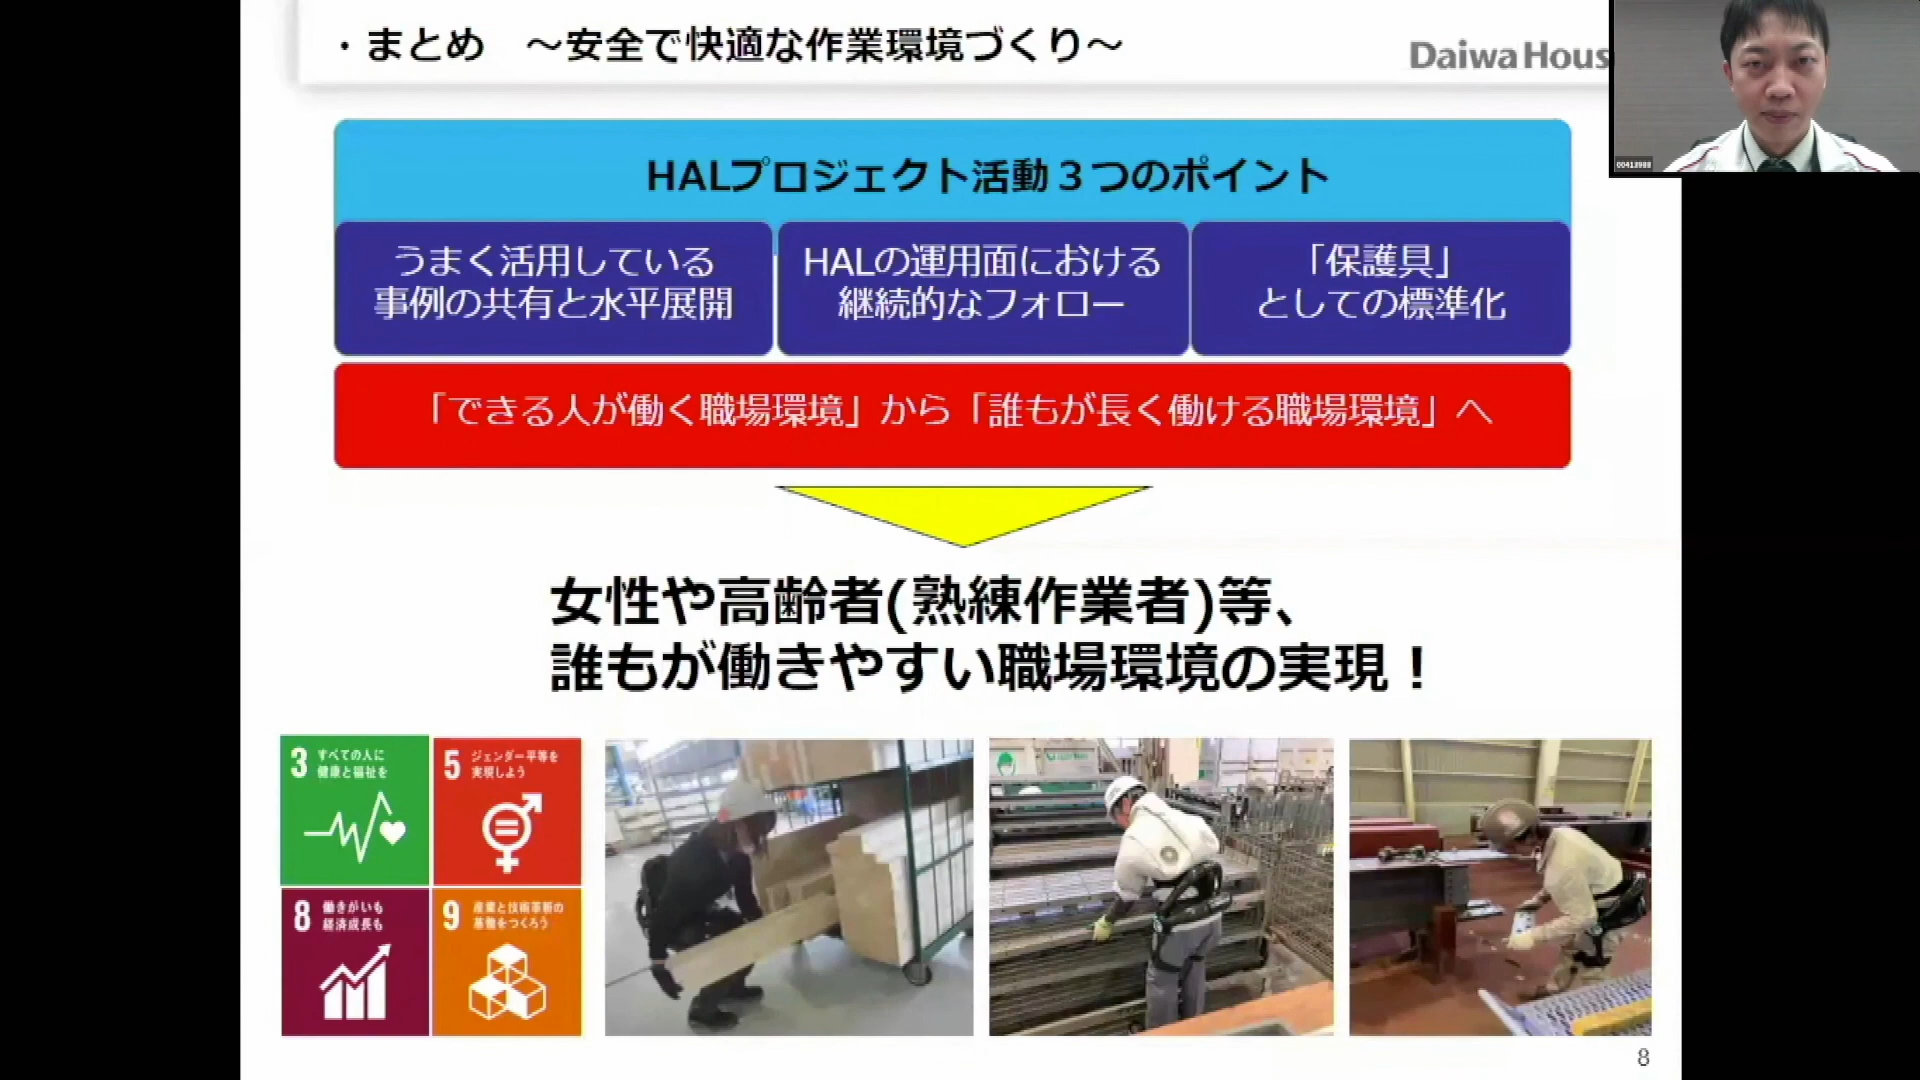 ・まとめ　～安全で快適な作業環境づくり～
Daiwa Hous
HALプロジェクト活動３つのポイント
うまく活用している
事例の共有と水平展開
HALの運用面における
継続的なフォロー
「保護具」
としての標準化
「できる人が働く職場環境」から「誰もが長く働ける職場環境」へ
女性や高齢者(熟練作業者)等、
誰もが働きやすい職場環境の実現！
3 すべての人に
健康と福祉を
5 ジェンダー平等を
実現しよう
8 働きがいも
経済成長も
9 産業と技術革新の
基盤をつくろう
8